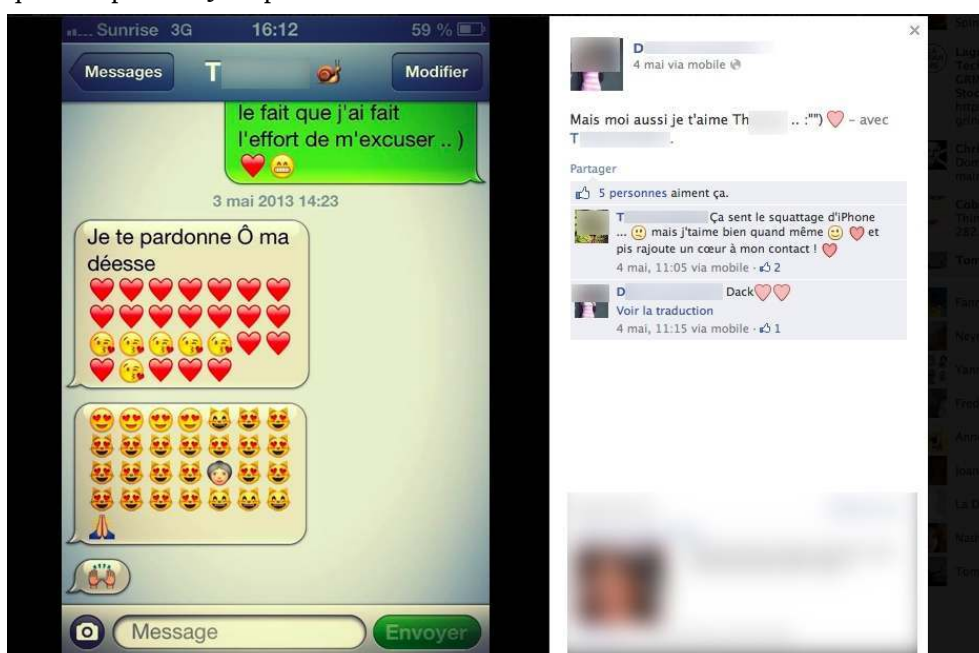 Sunrise 3G 16:12 59 %
Messages T Modifier
le fait que j'ai fait
l'effort de m'excuser .. )
❤️😁
3 mai 2013 14:23
Je te pardonne Ô ma
déesse
❤️❤️❤️❤️❤️❤️❤️
❤️❤️❤️❤️❤️❤️❤️
😘😘😘😘😘❤️❤️
❤️😘❤️❤️❤️
😍😍😍😍😸😻😻
😻😻😻😻😻😻😻
😻😻😻😻👵😻😻
😻😻😻😻😸😸😸
🙏
🙌
Message Envoyer
D
4 mai via mobile
Mais moi aussi je t'aime Th .. :"") ❤️ – avec
T .
Partager
5 personnes aiment ça.
T Ça sent le squattage d'iPhone
... 🙁 mais j'taime bien quand même 🙂 ❤️ et
pis rajoute un cœur à mon contact ! ❤️
4 mai, 11:05 via mobile · 2
D Dack❤️❤️
Voir la traduction
4 mai, 11:15 via mobile · 1